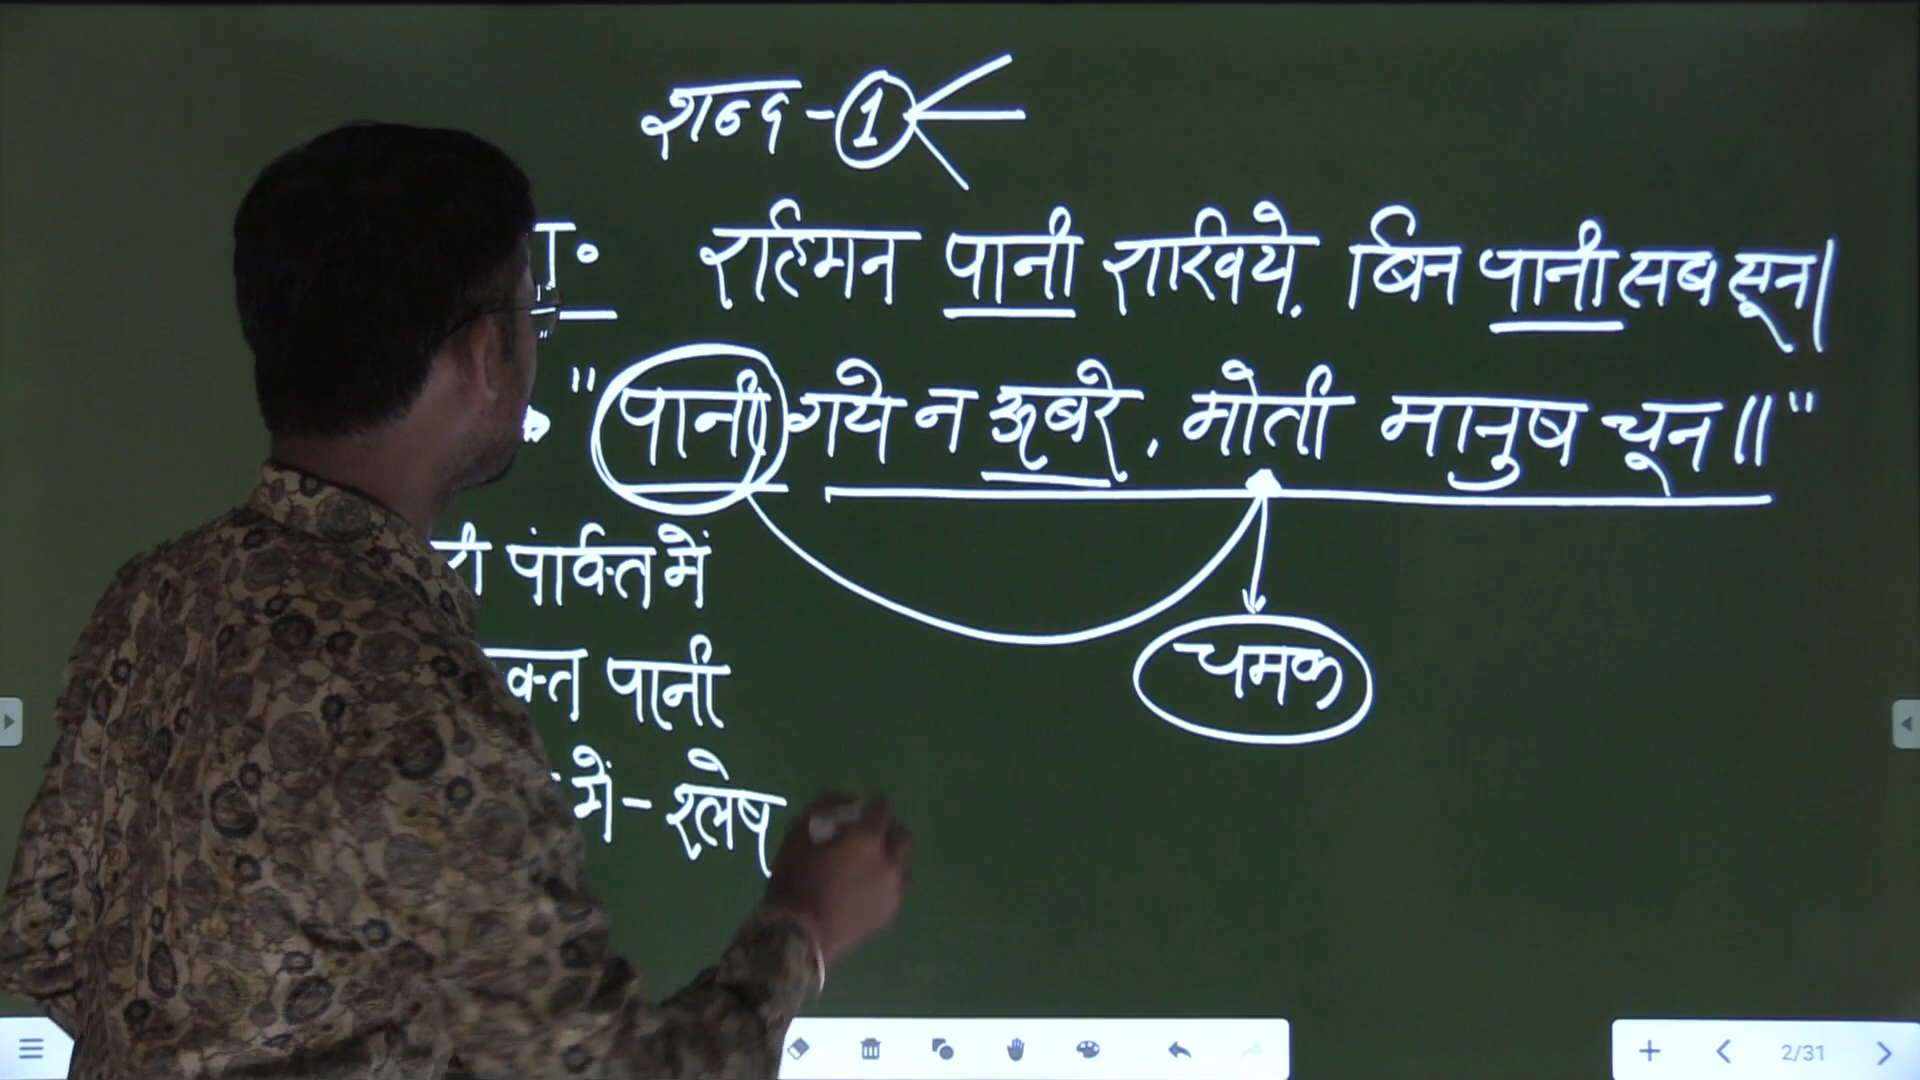 शब्द - 1
रहिमन पानी राखिये, बिन पानी सब सून|
"पानी गये न ऊबरे, मोती मानुष चून॥"
पंक्ति में
चमक
पानी
में - श्लेष
2/31